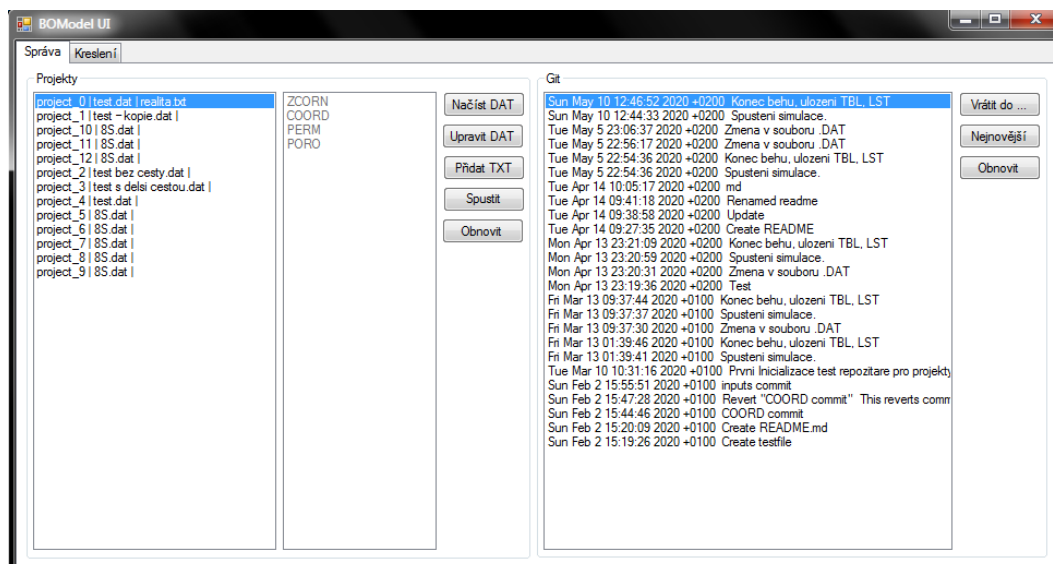 BOModel UI
Správa Kreslení
Projekty
project_0 | test.dat | realita.txt
project_1 | test – kopie.dat |
project_10 | 8S.dat |
project_11 | 8S.dat |
project_12 | 8S.dat |
project_2 | test bez cesty.dat |
project_3 | test s delsi cestou.dat |
project_4 | test.dat |
project_5 | 8S.dat |
project_6 | 8S.dat |
project_7 | 8S.dat |
project_8 | 8S.dat |
project_9 | 8S.dat |
ZCORN
COORD
PERM
PORO
Načíst DAT
Upravit DAT
Přidat TXT
Spustit
Obnovit
Git
Sun May 10 12:46:52 2020 +0200 Konec behu, ulozeni TBL, LST
Sun May 10 12:44:33 2020 +0200 Spusteni simulace.
Tue May 5 23:06:37 2020 +0200 Zmena v souboru .DAT
Tue May 5 22:56:17 2020 +0200 Zmena v souboru .DAT
Tue May 5 22:54:36 2020 +0200 Konec behu, ulozeni TBL, LST
Tue May 5 22:54:36 2020 +0200 Spusteni simulace.
Tue Apr 14 10:05:17 2020 +0200 md
Tue Apr 14 09:41:18 2020 +0200 Renamed readme
Tue Apr 14 09:38:58 2020 +0200 Update
Tue Apr 14 09:27:35 2020 +0200 Create README
Mon Apr 13 23:21:09 2020 +0200 Konec behu, ulozeni TBL, LST
Mon Apr 13 23:20:59 2020 +0200 Spusteni simulace.
Mon Apr 13 23:20:31 2020 +0200 Zmena v souboru .DAT
Mon Apr 13 23:19:36 2020 +0200 Test
Fri Mar 13 09:37:44 2020 +0100 Konec behu, ulozeni TBL, LST
Fri Mar 13 09:37:37 2020 +0100 Spusteni simulace.
Fri Mar 13 09:37:30 2020 +0100 Zmena v souboru .DAT
Fri Mar 13 01:39:46 2020 +0100 Konec behu, ulozeni TBL, LST
Fri Mar 13 01:39:41 2020 +0100 Spusteni simulace.
Tue Mar 10 10:31:16 2020 +0100 Prvni Inicializace test repozitare pro projekty
Sun Feb 2 15:55:51 2020 +0100 inputs commit
Sun Feb 2 15:47:28 2020 +0100 Revert "COORD commit" This reverts comm
Sun Feb 2 15:44:46 2020 +0100 COORD commit
Sun Feb 2 15:20:09 2020 +0100 Create README.md
Sun Feb 2 15:19:26 2020 +0100 Create testfile
Vrátit do ...
Nejnovější
Obnovit